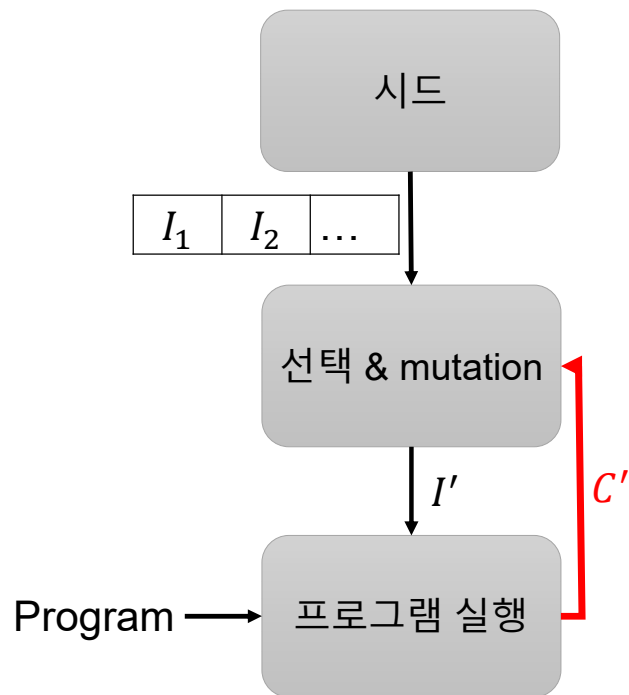 시드
I₁ I₂ ...
선택 & mutation
I′
C′
Program
프로그램 실행